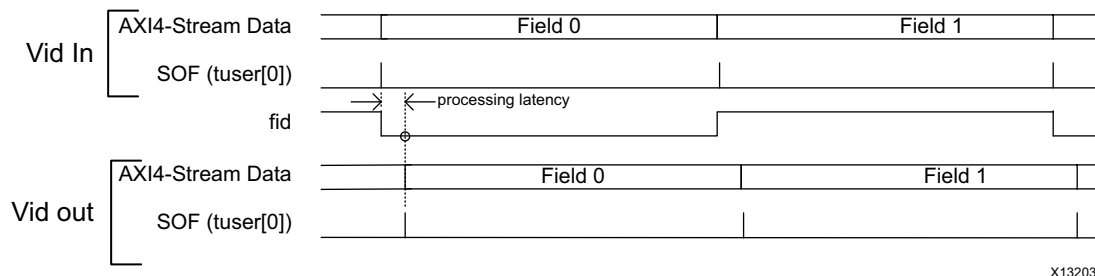 Vid In
AXI4-Stream Data
Field 0
Field 1
SOF (tuser[0])
processing latency
fid
Vid out
AXI4-Stream Data
Field 0
Field 1
SOF (tuser[0])
X13203